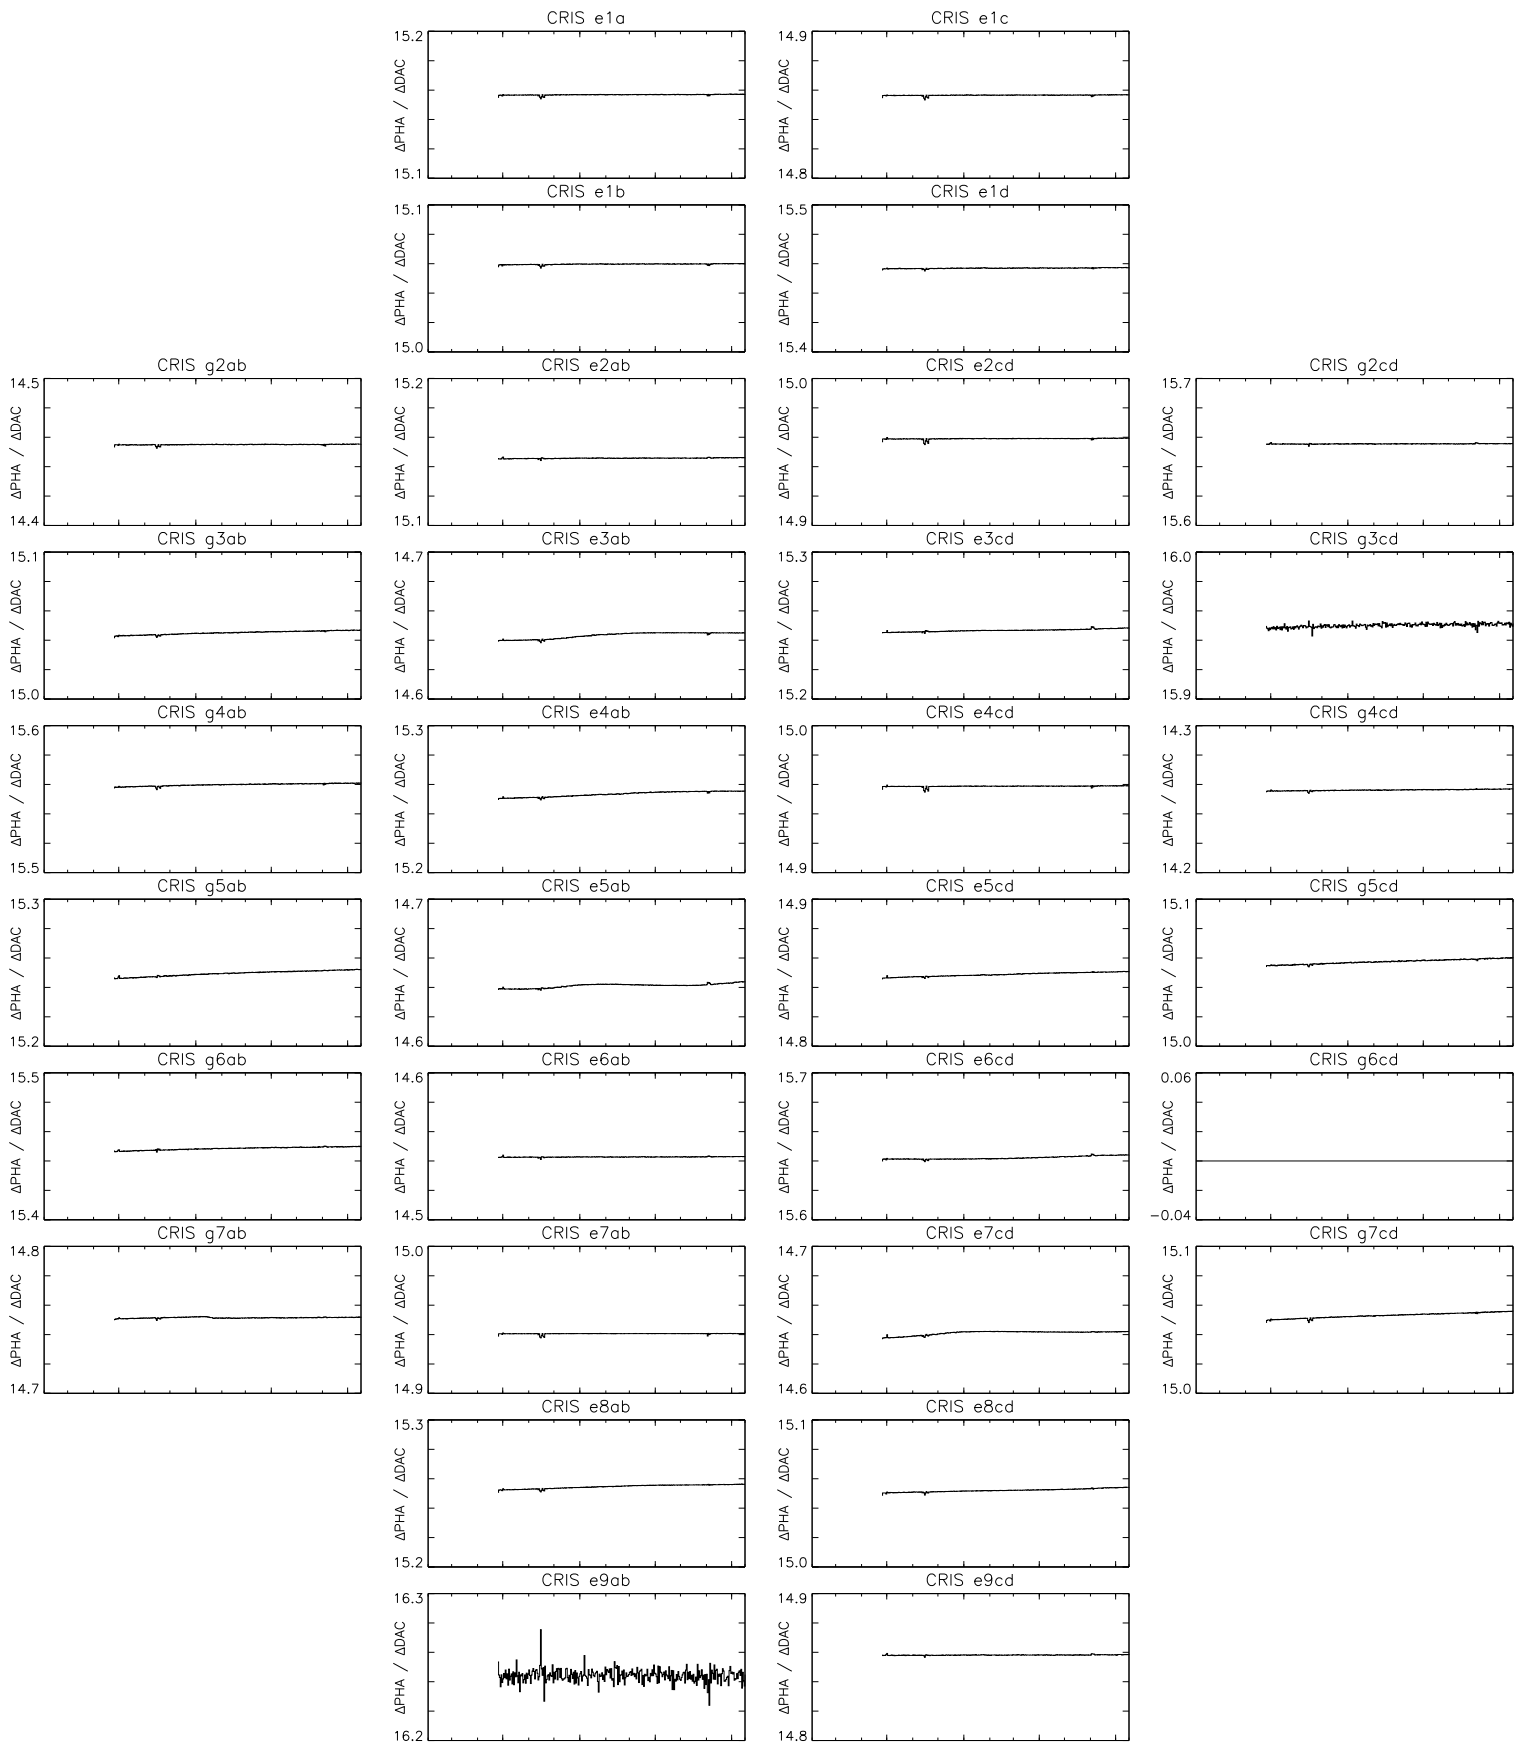 CRIS e1a
15.2
ΔPHA / ΔDAC
15.1
CRIS e1c
14.9
ΔPHA / ΔDAC
14.8
CRIS e1b
15.1
ΔPHA / ΔDAC
15.0
CRIS e1d
15.5
ΔPHA / ΔDAC
15.4
CRIS g2ab
14.5
ΔPHA / ΔDAC
14.4
CRIS e2ab
15.2
ΔPHA / ΔDAC
15.1
CRIS e2cd
15.0
ΔPHA / ΔDAC
14.9
CRIS g2cd
15.7
ΔPHA / ΔDAC
15.6
CRIS g3ab
15.1
ΔPHA / ΔDAC
15.0
CRIS e3ab
14.7
ΔPHA / ΔDAC
14.6
CRIS e3cd
15.3
ΔPHA / ΔDAC
15.2
CRIS g3cd
16.0
ΔPHA / ΔDAC
15.9
CRIS g4ab
15.6
ΔPHA / ΔDAC
15.5
CRIS e4ab
15.3
ΔPHA / ΔDAC
15.2
CRIS e4cd
15.0
ΔPHA / ΔDAC
14.9
CRIS g4cd
14.3
ΔPHA / ΔDAC
14.2
CRIS g5ab
15.3
ΔPHA / ΔDAC
15.2
CRIS e5ab
14.7
ΔPHA / ΔDAC
14.6
CRIS e5cd
14.9
ΔPHA / ΔDAC
14.8
CRIS g5cd
15.1
ΔPHA / ΔDAC
15.0
CRIS g6ab
15.5
ΔPHA / ΔDAC
15.4
CRIS e6ab
14.6
ΔPHA / ΔDAC
14.5
CRIS e6cd
15.7
ΔPHA / ΔDAC
15.6
CRIS g6cd
0.06
ΔPHA / ΔDAC
−0.04
CRIS g7ab
14.8
ΔPHA / ΔDAC
14.7
CRIS e7ab
15.0
ΔPHA / ΔDAC
14.9
CRIS e7cd
14.7
ΔPHA / ΔDAC
14.6
CRIS g7cd
15.1
ΔPHA / ΔDAC
15.0
CRIS e8ab
15.3
ΔPHA / ΔDAC
15.2
CRIS e8cd
15.1
ΔPHA / ΔDAC
15.0
CRIS e9ab
16.3
ΔPHA / ΔDAC
16.2
CRIS e9cd
14.9
ΔPHA / ΔDAC
14.8